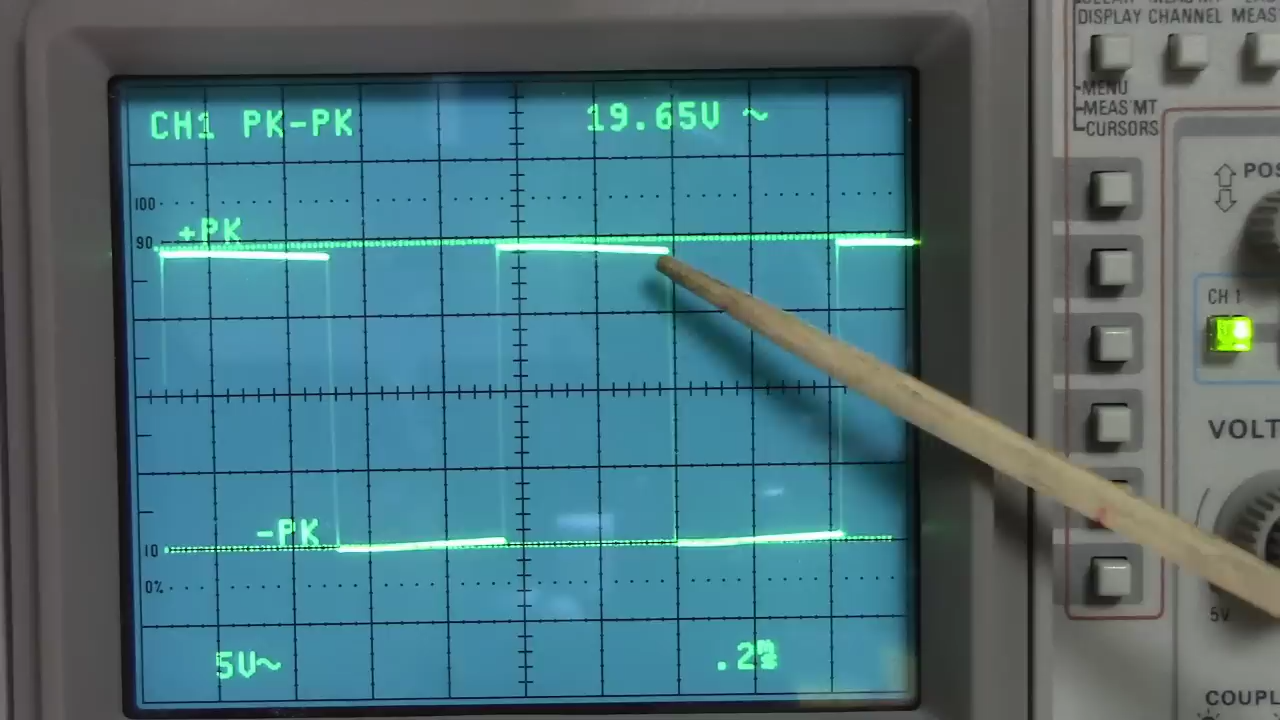 CH1 PK-PK 19.65V ~
100
90
+PK
-PK
10
0%
5V~ .2ms
DISPLAY CHANNEL MEAS
MENU
MEAS'MT
CURSORS
POS
CH 1
VOLT
5V
COUPL